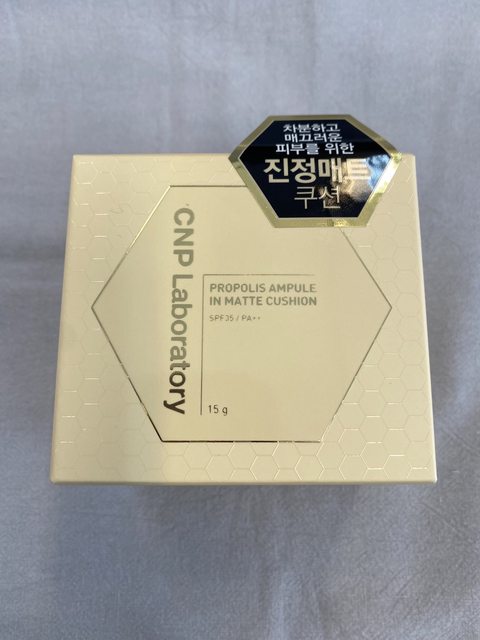 차분하고
매끄러운
피부를 위한
진정매트
쿠션
CNP Laboratory
PROPOLIS AMPULE
IN MATTE CUSHION
SPF35 / PA++
15 g